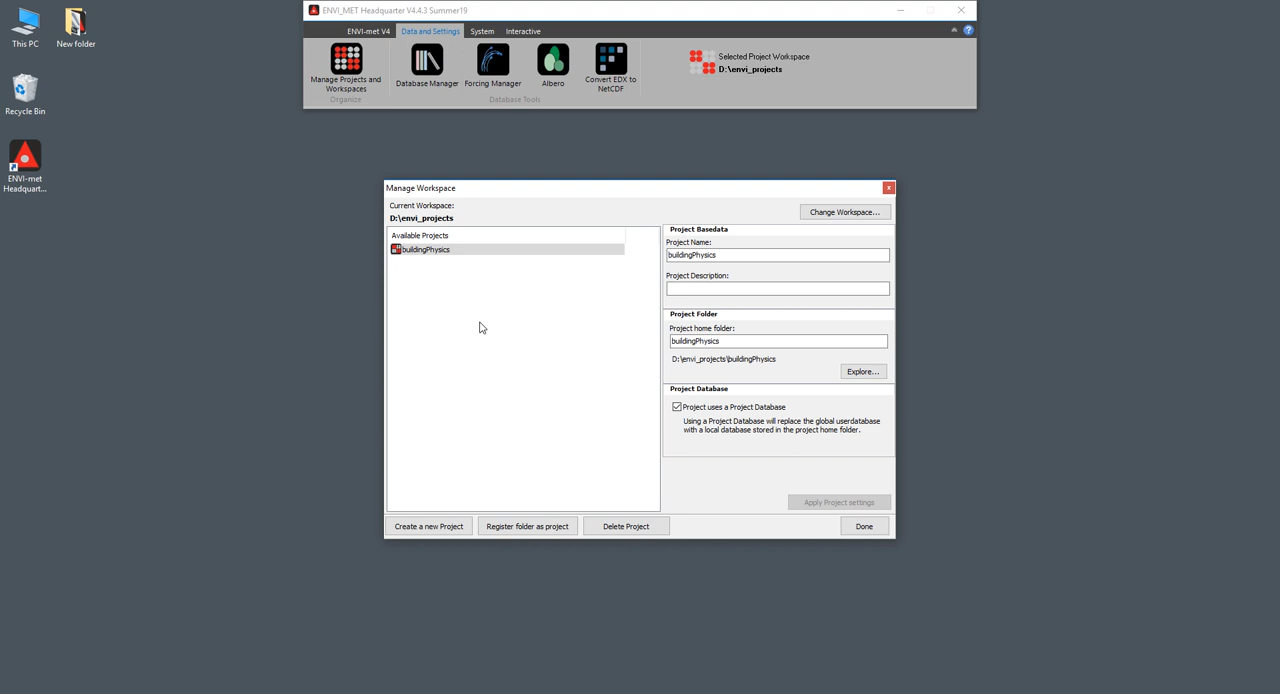 This PC
New folder
Recycle Bin
ENVI-met
Headquart...
ENVI_MET Headquarter V4.4.3 Summer19
ENVI-met V4
Data and Settings
System
Interactive
Manage Projects and
Workspaces
Organize
Database Manager
Forcing Manager
Albero
Convert EDX to
NetCDF
Database Tools
Selected Project Workspace
D:\envi_projects
Manage Workspace
Current Workspace:
D:\envi_projects
Change Workspace...
Available Projects
buildingPhysics
Project Basedata
Project Name:
buildingPhysics
Project Description:
Project Folder
Project home folder:
buildingPhysics
D:\envi_projects\buildingPhysics
Explore...
Project Database
Project uses a Project Database
Using a Project Database will replace the global userdatabase
with a local database stored in the project home folder.
Apply Project settings
Create a new Project
Register folder as project
Delete Project
Done